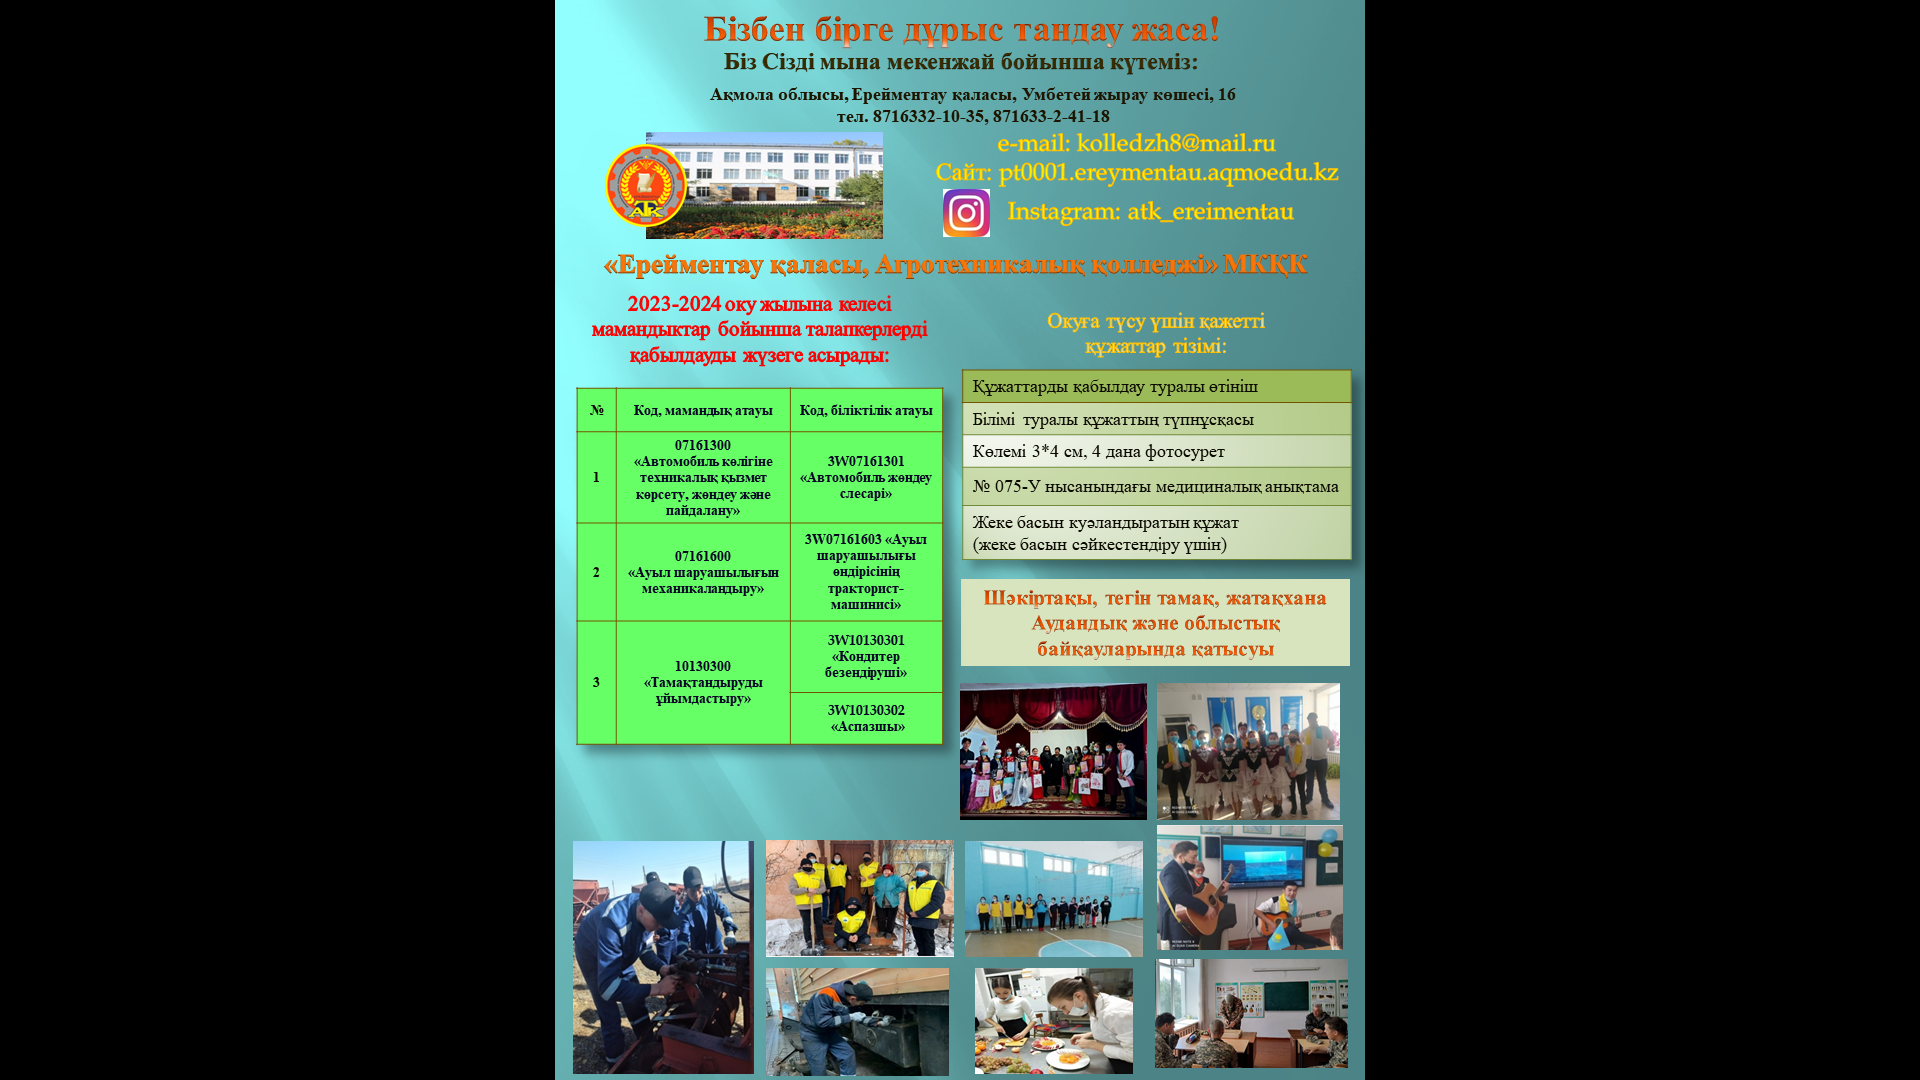 Бізбен бірге дұрыс тандау жаса!
Біз Сізді мына мекенжай бойынша күтеміз:
Ақмола облысы, Ерейментау қаласы, Умбетей жырау көшесі, 16
тел. 8716332-10-35, 871633-2-41-18
e-mail: kolledzh8@mail.ru
Сайт: pt0001.ereymentau.aqmoedu.kz
Instagram: atk_ereimentau
АТК
«Ерейментау қаласы, Агротехникалық қолледжі» МКҚК
2023-2024 оқу жылына келесі
мамандықтар бойынша талапкерлерді
қабылдауды жүзеге асырады:
№
Код, мамандық атауы
Код, біліктілік атауы
1
07161300
«Автомобиль көлігіне
техникалық қызмет
көрсету, жөндеу және
пайдалану»
3W07161301
«Автомобиль жөндеу
слесарі»
2
07161600
«Ауыл шаруашылығын
механикаландыру»
3W07161603 «Ауыл
шаруашылығы
өндірісінің
тракторист-
машинисі»
3
10130300
«Тамақтандыруды
ұйымдастыру»
3W10130301
«Кондитер
безендіруші»
3W10130302
«Аспазшы»
Оқуға түсу үшін қажетті
құжаттар тізімі:
Құжаттарды қабылдау туралы өтініш
Білімі туралы құжаттың түпнұсқасы
Көлемі 3*4 см, 4 дана фотосурет
№ 075-У нысанындағы медициналық анықтама
Жеке басын куәландыратын құжат
(жеке басын сәйкестендіру үшін)
Шәкіртақы, тегін тамақ, жатақхана
Аудандық және облыстық
байқауларында қатысуы